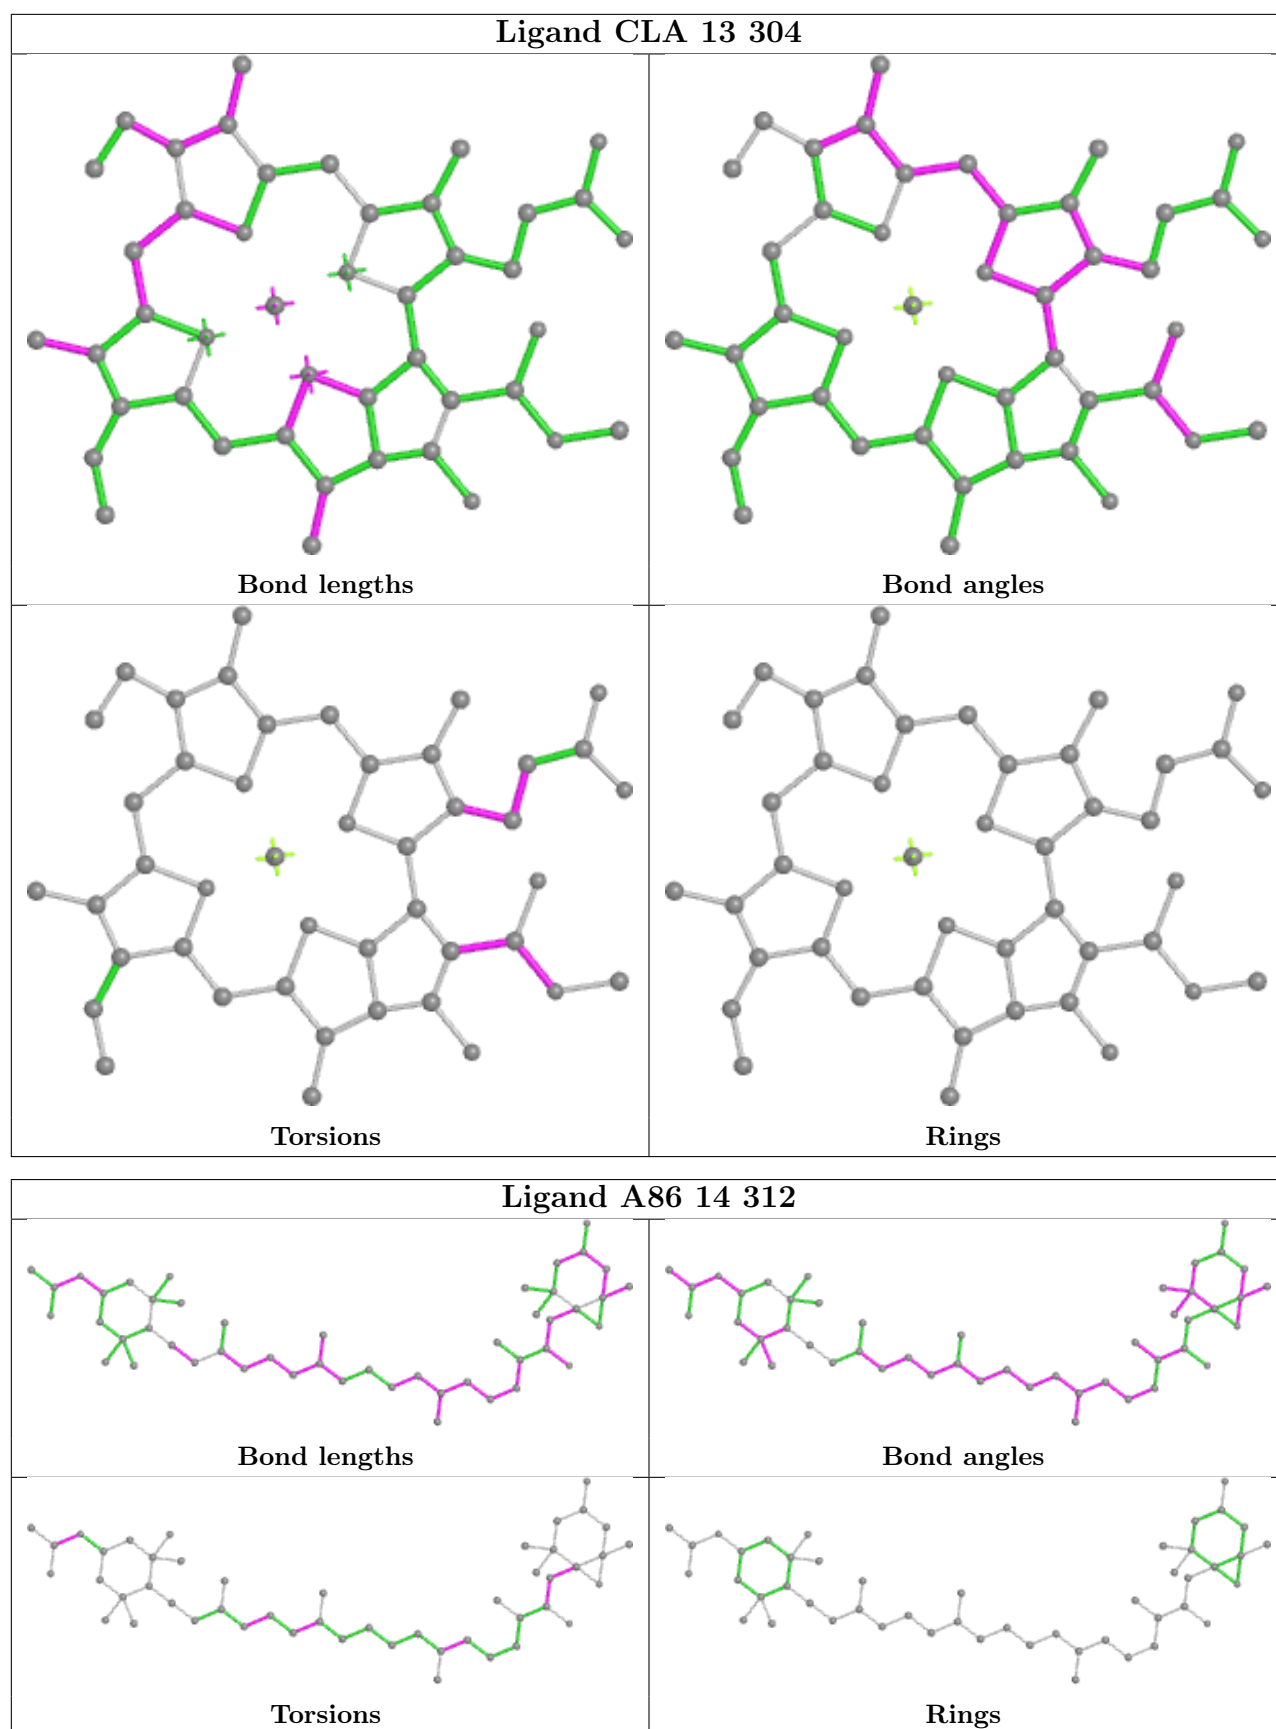 Ligand CLA 13 304
Bond lengths
Bond angles
Torsions
Rings
Ligand A86 14 312
Bond lengths
Bond angles
Torsions
Rings